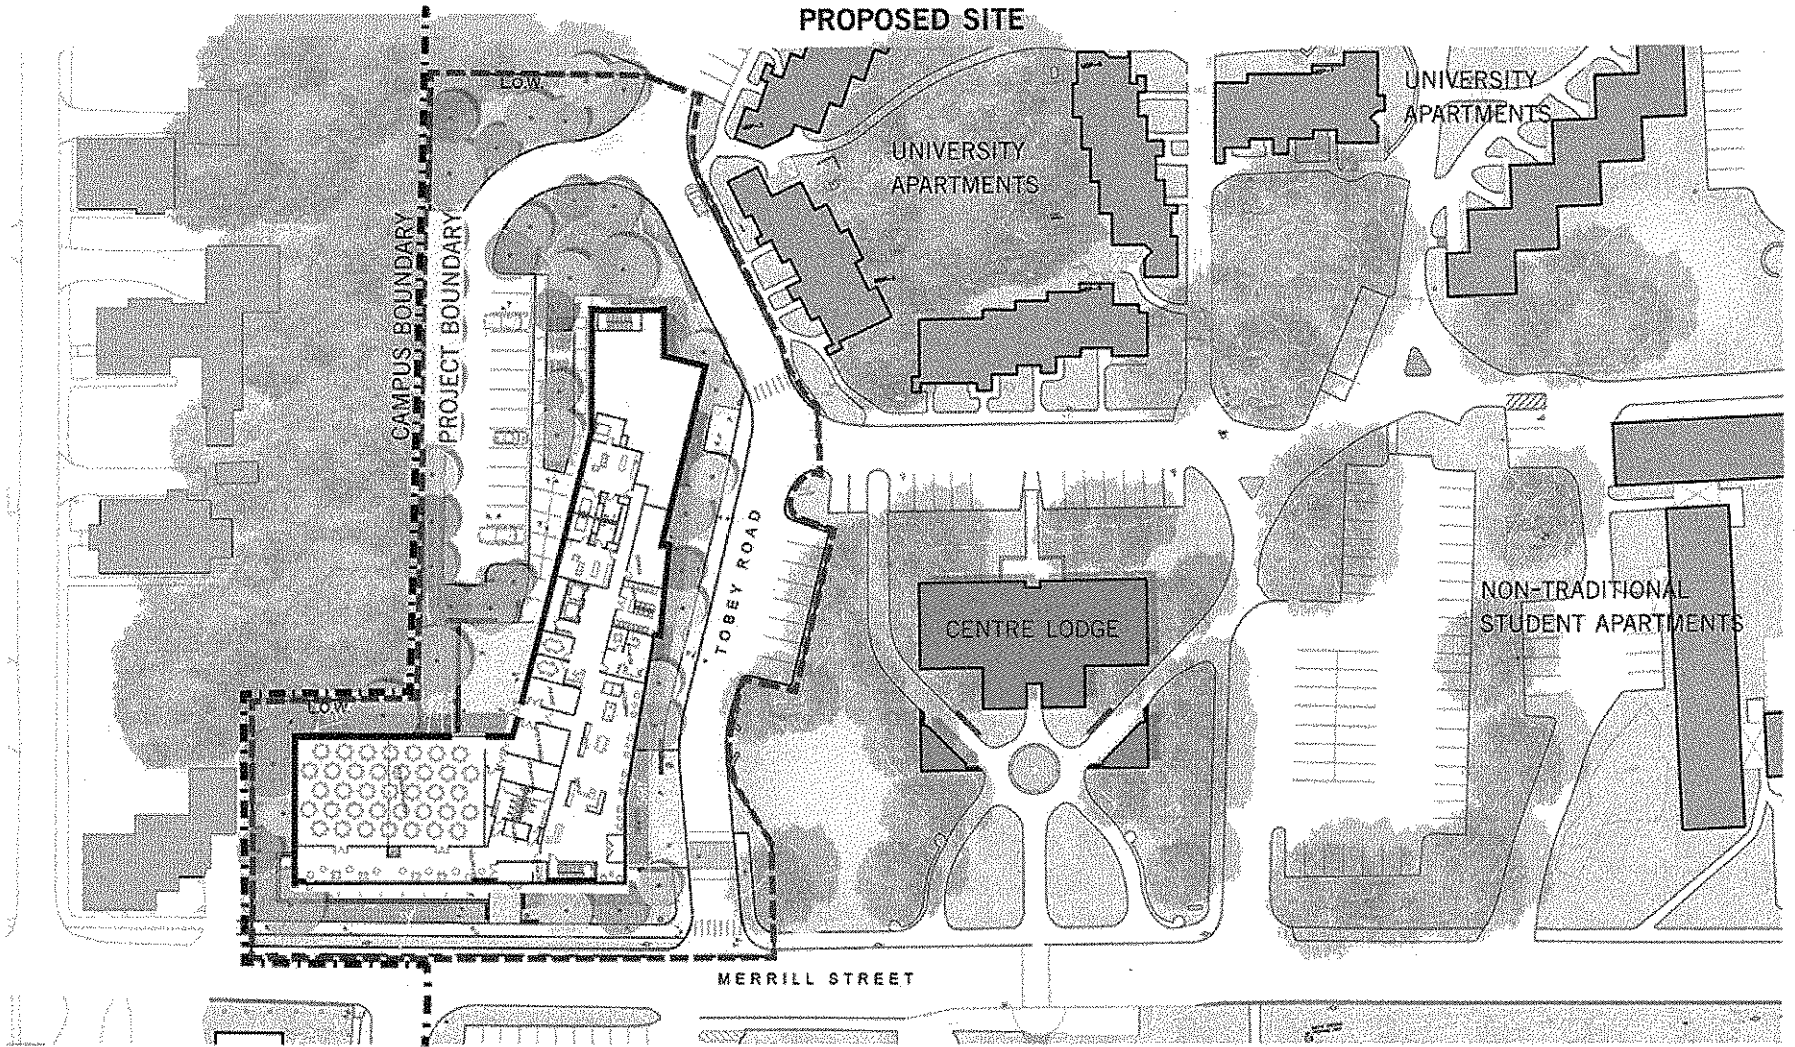 PROPOSED SITE
L.O.W.
UNIVERSITY
APARTMENTS
UNIVERSITY
APARTMENTS
CAMPUS BOUNDARY
PROJECT BOUNDARY
TOBEY ROAD
CENTRE LODGE
NON-TRADITIONAL
STUDENT APARTMENTS
L.O.W.
MERRILL STREET